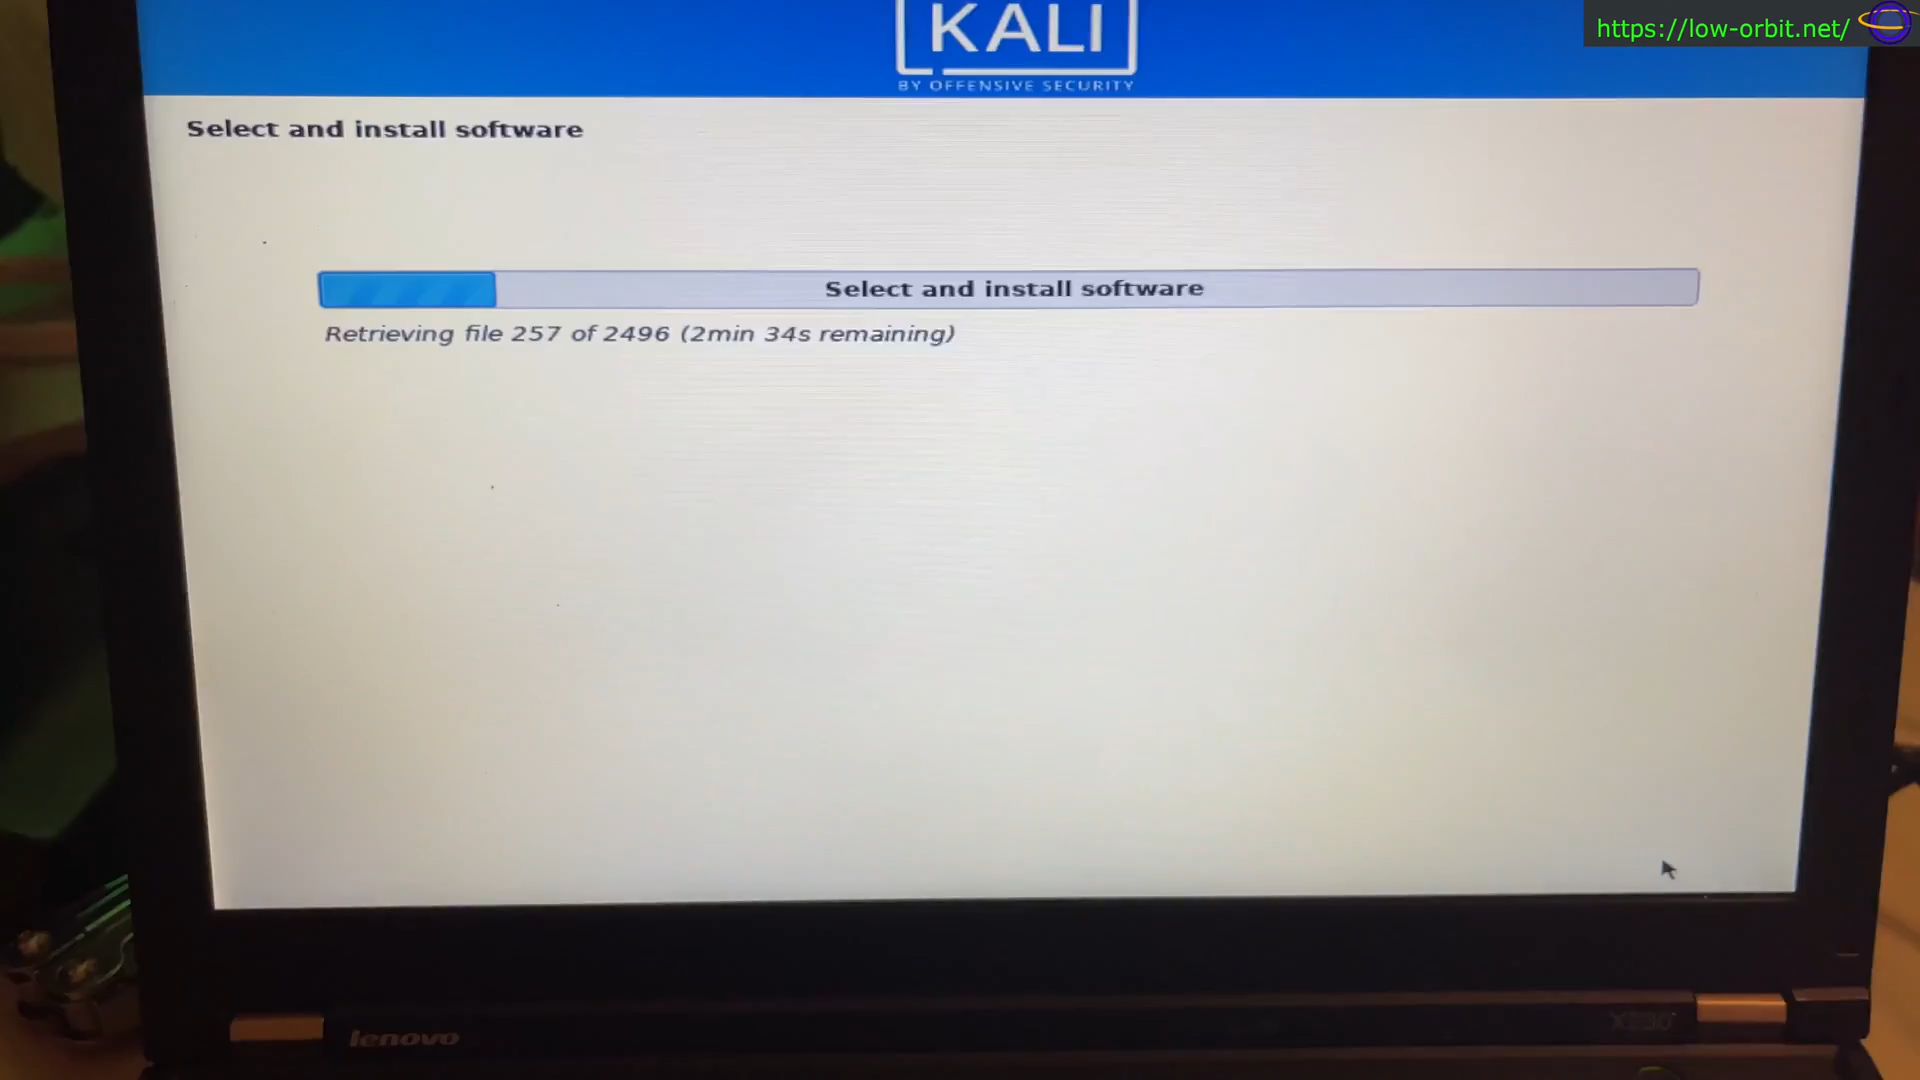 https://low-orbit.net/
KALI
BY OFFENSIVE SECURITY
Select and install software
Select and install software
Retrieving file 257 of 2496 (2min 34s remaining)
lenovo
X230